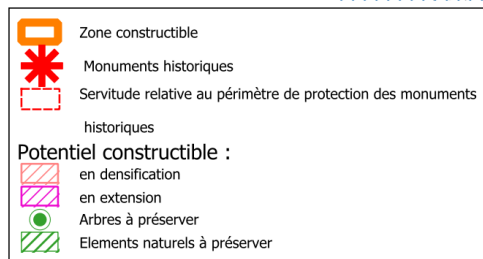 Zone constructible
Monuments historiques
Servitude relative au périmètre de protection des monuments
historiques
Potentiel constructible :
en densification
en extension
Arbres à préserver
Elements naturels à préserver